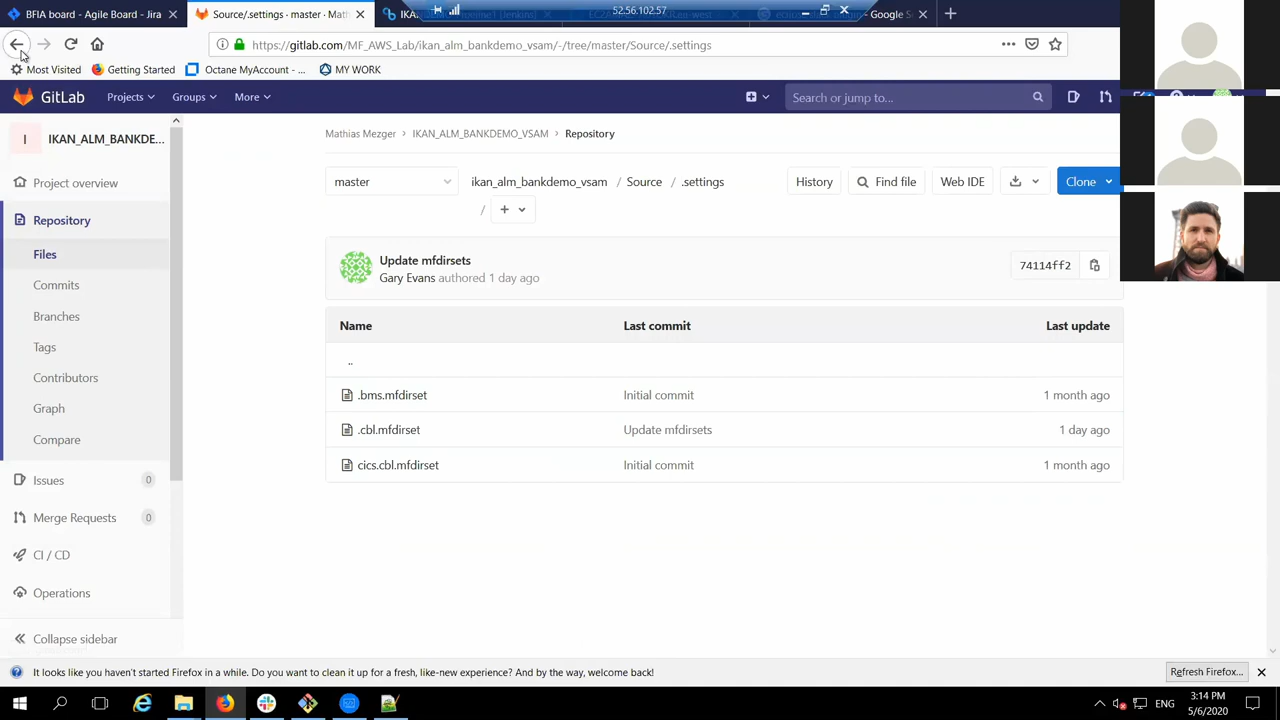 BFIA board - Agile Board - Jira
Source/.settings · master · Math
52.56.102.57
- Google S
https://gitlab.com/MF_AWS_Lab/ikan_alm_bankdemo_vsam/-/tree/master/Source/.settings
Most Visited
Getting Started
Octane MyAccount - ...
MY WORK
GitLab
Projects
Groups
More
Search or jump to...
I
IKAN_ALM_BANKDE...
Mathias Mezger > IKAN_ALM_BANKDEMO_VSAM > Repository
Project overview
master
ikan_alm_bankdemo_vsam / Source / .settings
/ +
History
Find file
Web IDE
Clone
Repository
Files
Commits
Branches
Tags
Contributors
Graph
Compare
Issues 0
Merge Requests 0
CI / CD
Operations
Collapse sidebar
Update mfdirsets
Gary Evans authored 1 day ago
74114ff2
Name Last commit Last update
..
.bms.mfdirset Initial commit 1 month ago
.cbl.mfdirset Update mfdirsets 1 day ago
cics.cbl.mfdirset Initial commit 1 month ago
It looks like you haven't started Firefox in a while. Do you want to clean it up for a fresh, like-new experience? And by the way, welcome back!
Refresh Firefox...
ENG
3:14 PM
5/6/2020